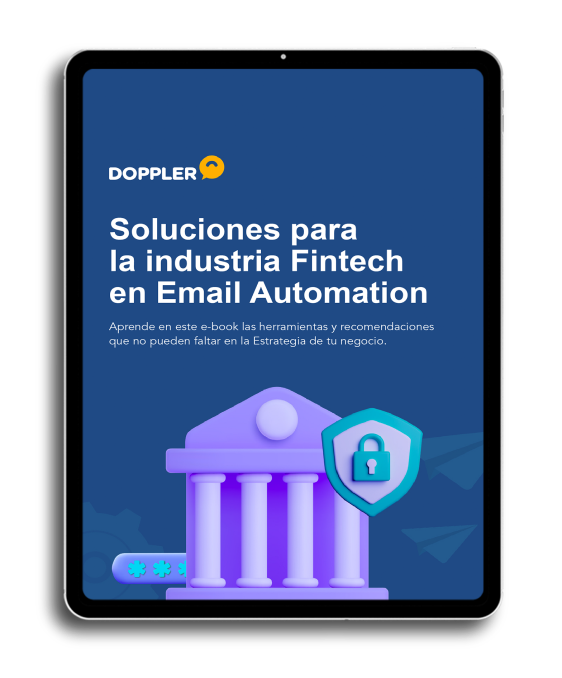 DOPPLER
Soluciones para
la industria Fintech
en Email Automation
Aprende en este e-book las herramientas y recomendaciones
que no pueden faltar en la Estrategia de tu negocio.